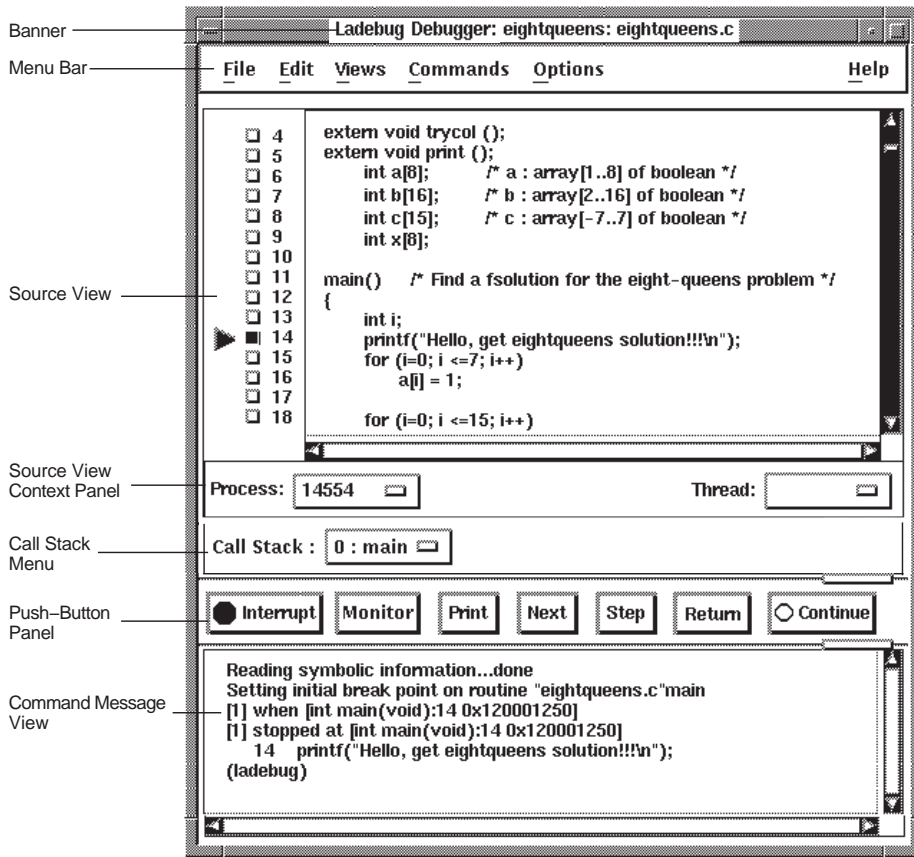 Banner
Ladebug Debugger: eightqueens: eightqueens.c
Menu Bar
File Edit Views Commands Options Help
4 extern void trycol ();
5 extern void print ();
6 int a[8]; /* a : array[1..8] of boolean */
7 int b[16]; /* b : array[2..16] of boolean */
8 int c[15]; /* c : array[-7..7] of boolean */
9 int x[8];
10
11 main() /* Find a fsolution for the eight-queens problem */
Source View
12 {
13 int i;
14 printf("Hello, get eightqueens solution!!!\n");
15 for (i=0; i <=7; i++)
16 a[i] = 1;
17
18 for (i=0; i <=15; i++)
Source View
Context Panel
Process: 14554 Thread:
Call Stack
Menu
Call Stack : 0 : main
Push-Button
Panel
Interrupt Monitor Print Next Step Return Continue
Reading symbolic information...done
Setting initial break point on routine "eightqueens.c"main
Command Message
View
[1] when [int main(void):14 0x120001250]
[1] stopped at [int main(void):14 0x120001250]
14 printf("Hello, get eightqueens solution!!!\n");
(ladebug)